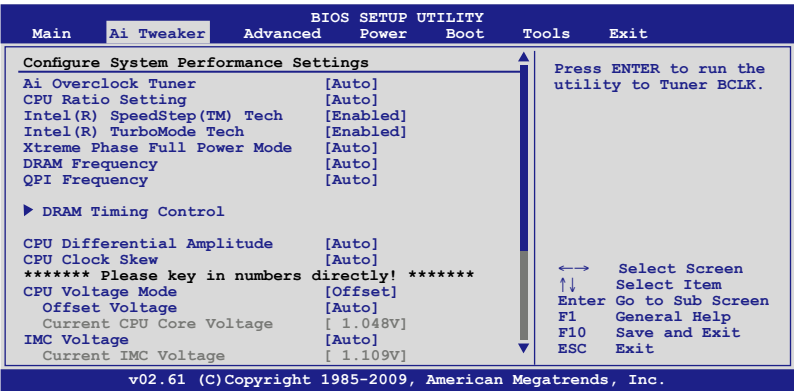 BIOS SETUP UTILITY
Main Ai Tweaker Advanced Power Boot Tools Exit
Configure System Performance Settings
Ai Overclock Tuner [Auto]
CPU Ratio Setting [Auto]
Intel(R) SpeedStep(TM) Tech [Enabled]
Intel(R) TurboMode Tech [Enabled]
Xtreme Phase Full Power Mode [Auto]
DRAM Frequency [Auto]
QPI Frequency [Auto]
DRAM Timing Control
CPU Differential Amplitude [Auto]
CPU Clock Skew [Auto]
******* Please key in numbers directly! *******
CPU Voltage Mode [Offset]
Offset Voltage [Auto]
Current CPU Core Voltage [ 1.048V]
IMC Voltage [Auto]
Current IMC Voltage [ 1.109V]
Press ENTER to run the
utility to Tuner BCLK.
←→ Select Screen
↑↓ Select Item
Enter Go to Sub Screen
F1 General Help
F10 Save and Exit
ESC Exit
v02.61 (C)Copyright 1985-2009, American Megatrends, Inc.